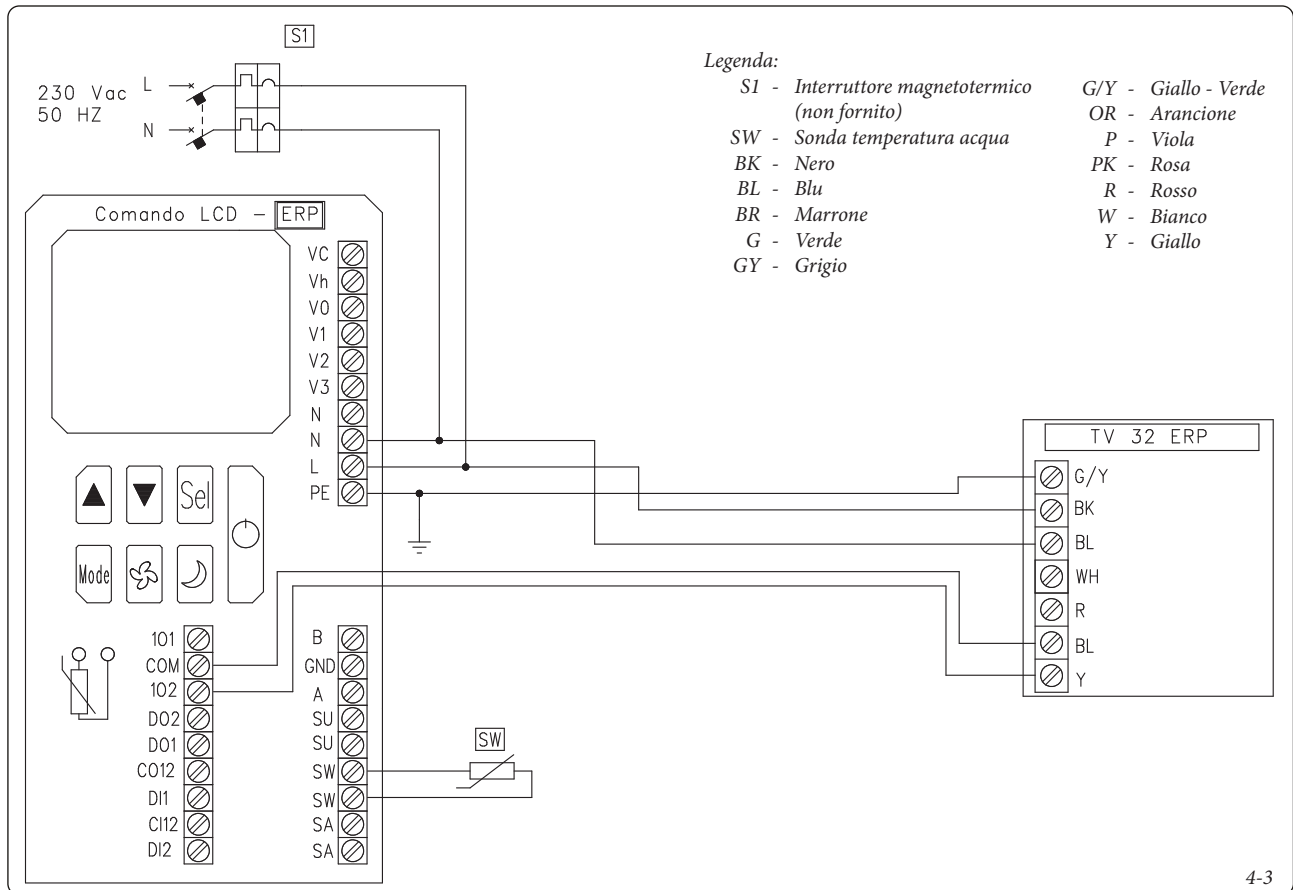 S1
230 Vac
50 HZ
L
N
Legenda:
S1 - Interruttore magnetotermico
(non fornito)
SW - Sonda temperatura acqua
BK - Nero
BL - Blu
BR - Marrone
G - Verde
GY - Grigio
G/Y - Giallo - Verde
OR - Arancione
P - Viola
PK - Rosa
R - Rosso
W - Bianco
Y - Giallo
Comando LCD - ERP
VC
Vh
V0
V1
V2
V3
N
N
L
PE
Sel
Mode
101
COM
102
DO2
DO1
CO12
DI1
CI12
DI2
B
GND
A
SU
SU
SW
SW
SA
SA
SW
TV 32 ERP
G/Y
BK
BL
WH
R
BL
Y
4-3